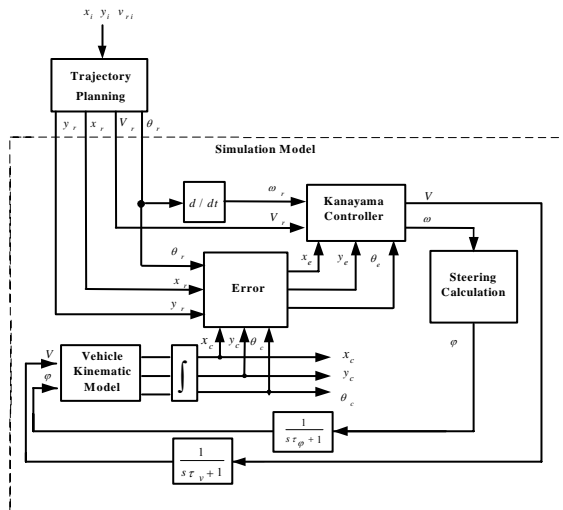 x_i y_i v_ri
Trajectory
Planning
y_r x_r V_r θ_r
Simulation Model
d / dt
ω_r
V_r
Kanayama
Controller
V
ω
θ_r
x_r
y_r
Error
x_e y_e θ_e
Steering
Calculation
x_c y_c θ_c
V
φ
Vehicle
Kinematic
Model
∫
x_c
y_c
θ_c
φ
1
sτ_φ + 1
1
sτ_v + 1